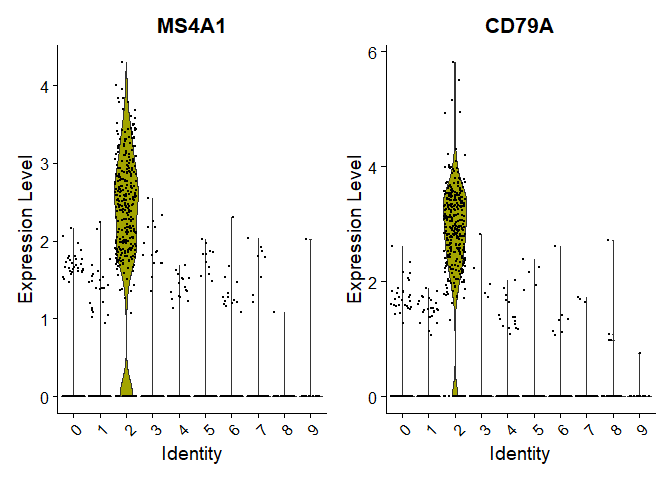 MS4A1
Expression Level
4
3
2
1
0
0 1 2 3 4 5 6 7 8 9
Identity
CD79A
Expression Level
6
4
2
0
0 1 2 3 4 5 6 7 8 9
Identity